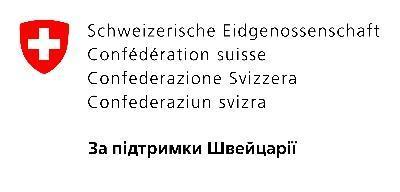 Schweizerische Eidgenossenschaft
Confédération suisse
Confederazione Svizzera
Confederaziun svizra
За підтримки Швейцарії